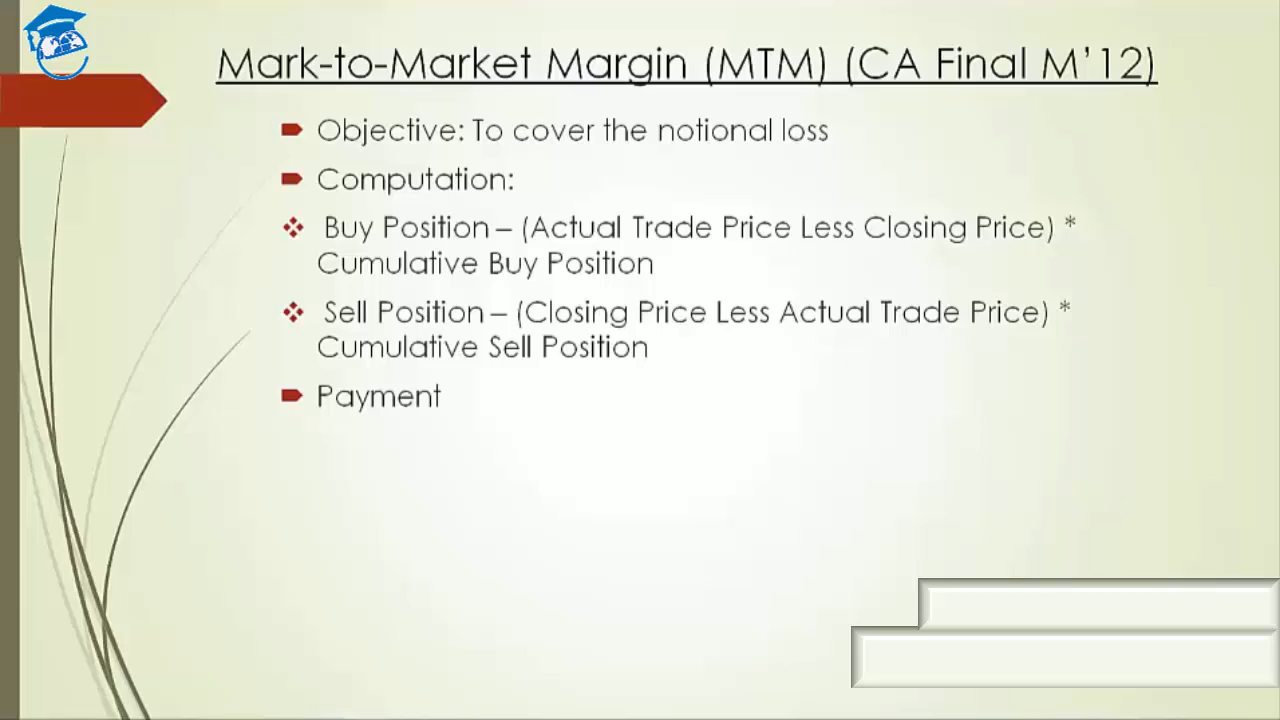 Mark-to-Market Margin (MTM) (CA Final M’12)
Objective: To cover the notional loss
Computation:
Buy Position – (Actual Trade Price Less Closing Price) *
Cumulative Buy Position
Sell Position – (Closing Price Less Actual Trade Price) *
Cumulative Sell Position
Payment